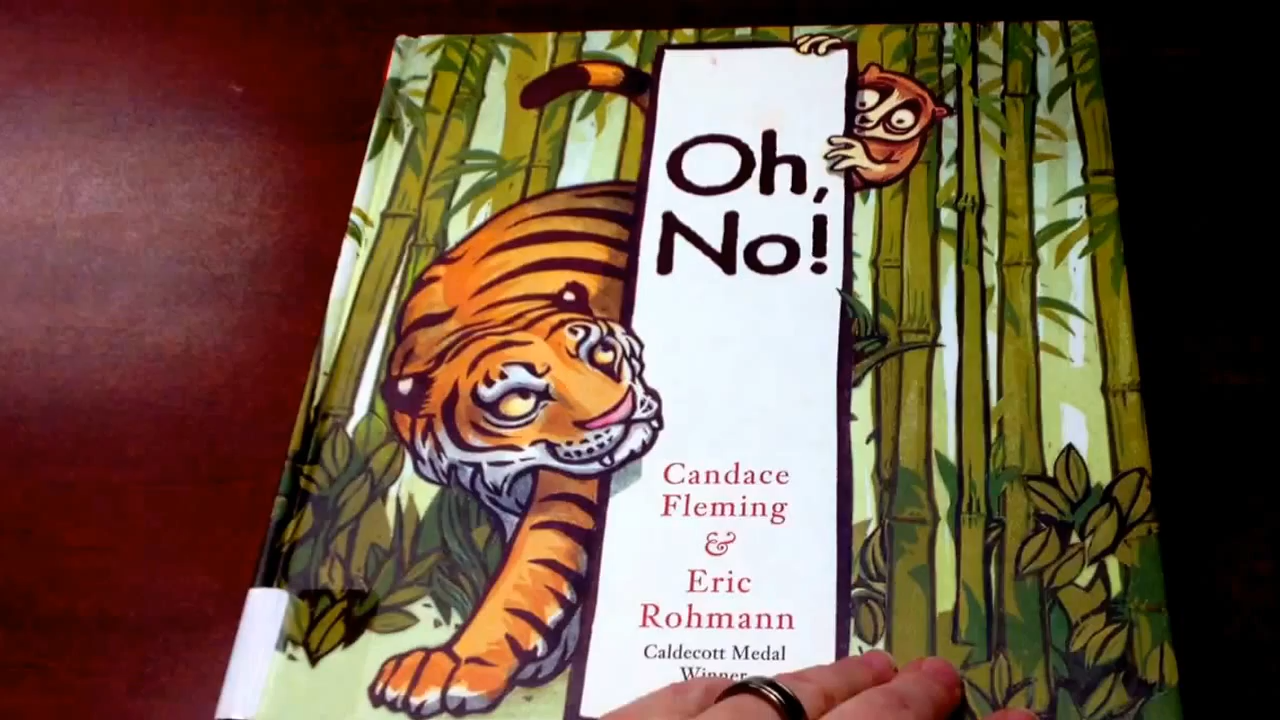 Oh,
No!
Candace
Fleming
&
Eric
Rohmann
Caldecott Medal
Winner